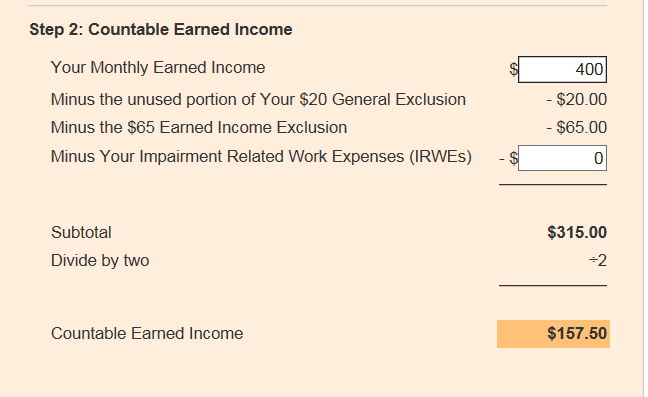 Step 2: Countable Earned Income
Your Monthly Earned Income $ 400
Minus the unused portion of Your $20 General Exclusion - $20.00
Minus the $65 Earned Income Exclusion - $65.00
Minus Your Impairment Related Work Expenses (IRWEs) - $ 0
Subtotal $315.00
Divide by two ÷2
Countable Earned Income $157.50